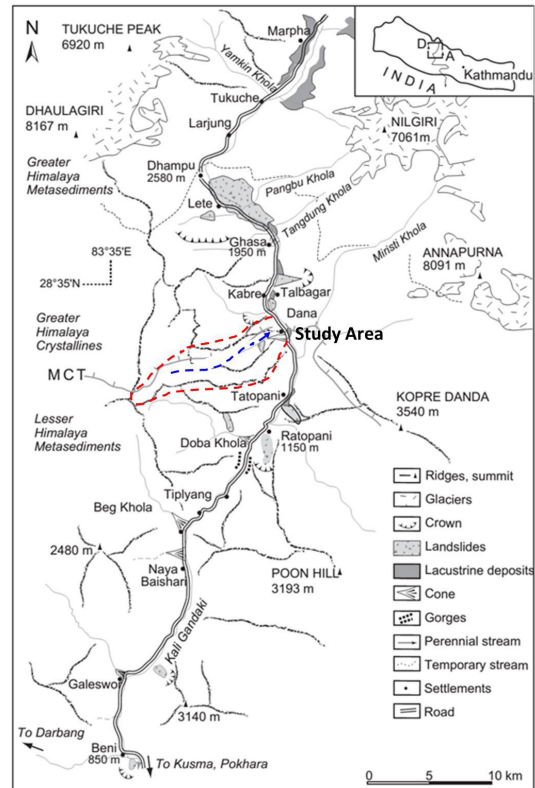 N
TUKUCHE PEAK
6920 m
Marpha
Yamkin Khola
D
A
INDIA
Kathmandu
Tukuche
DHAULAGIRI
8167 m
Larjung
NILGIRI
7061m
Greater
Himalaya
Metasediments
Dhampu
2580 m
Pangbu Khola
Lete
Tangdung Khola
Ghasa
1950 m
Miristi Khola
83°35'E
28°35'N
ANNAPURNA
8091 m
Kabre
Talbagar
Dana
Greater
Himalaya
Crystallines
Study Area
MCT
Tatopani
KOPRE DANDA
3540 m
Lesser
Himalaya
Metasediments
Doba Khola
Ratopani
1150 m
Tiplyang
Beg Khola
2480 m
Naya
Baishari
POON HILL
3193 m
Kali Gandaki
Galeswor
3140 m
To Darbang
Beni
850 m
To Kusma, Pokhara
Ridges, summit
Glaciers
Crown
Landslides
Lacustrine deposits
Cone
Gorges
Perennial stream
Temporary stream
Settlements
Road
0 5 10 km